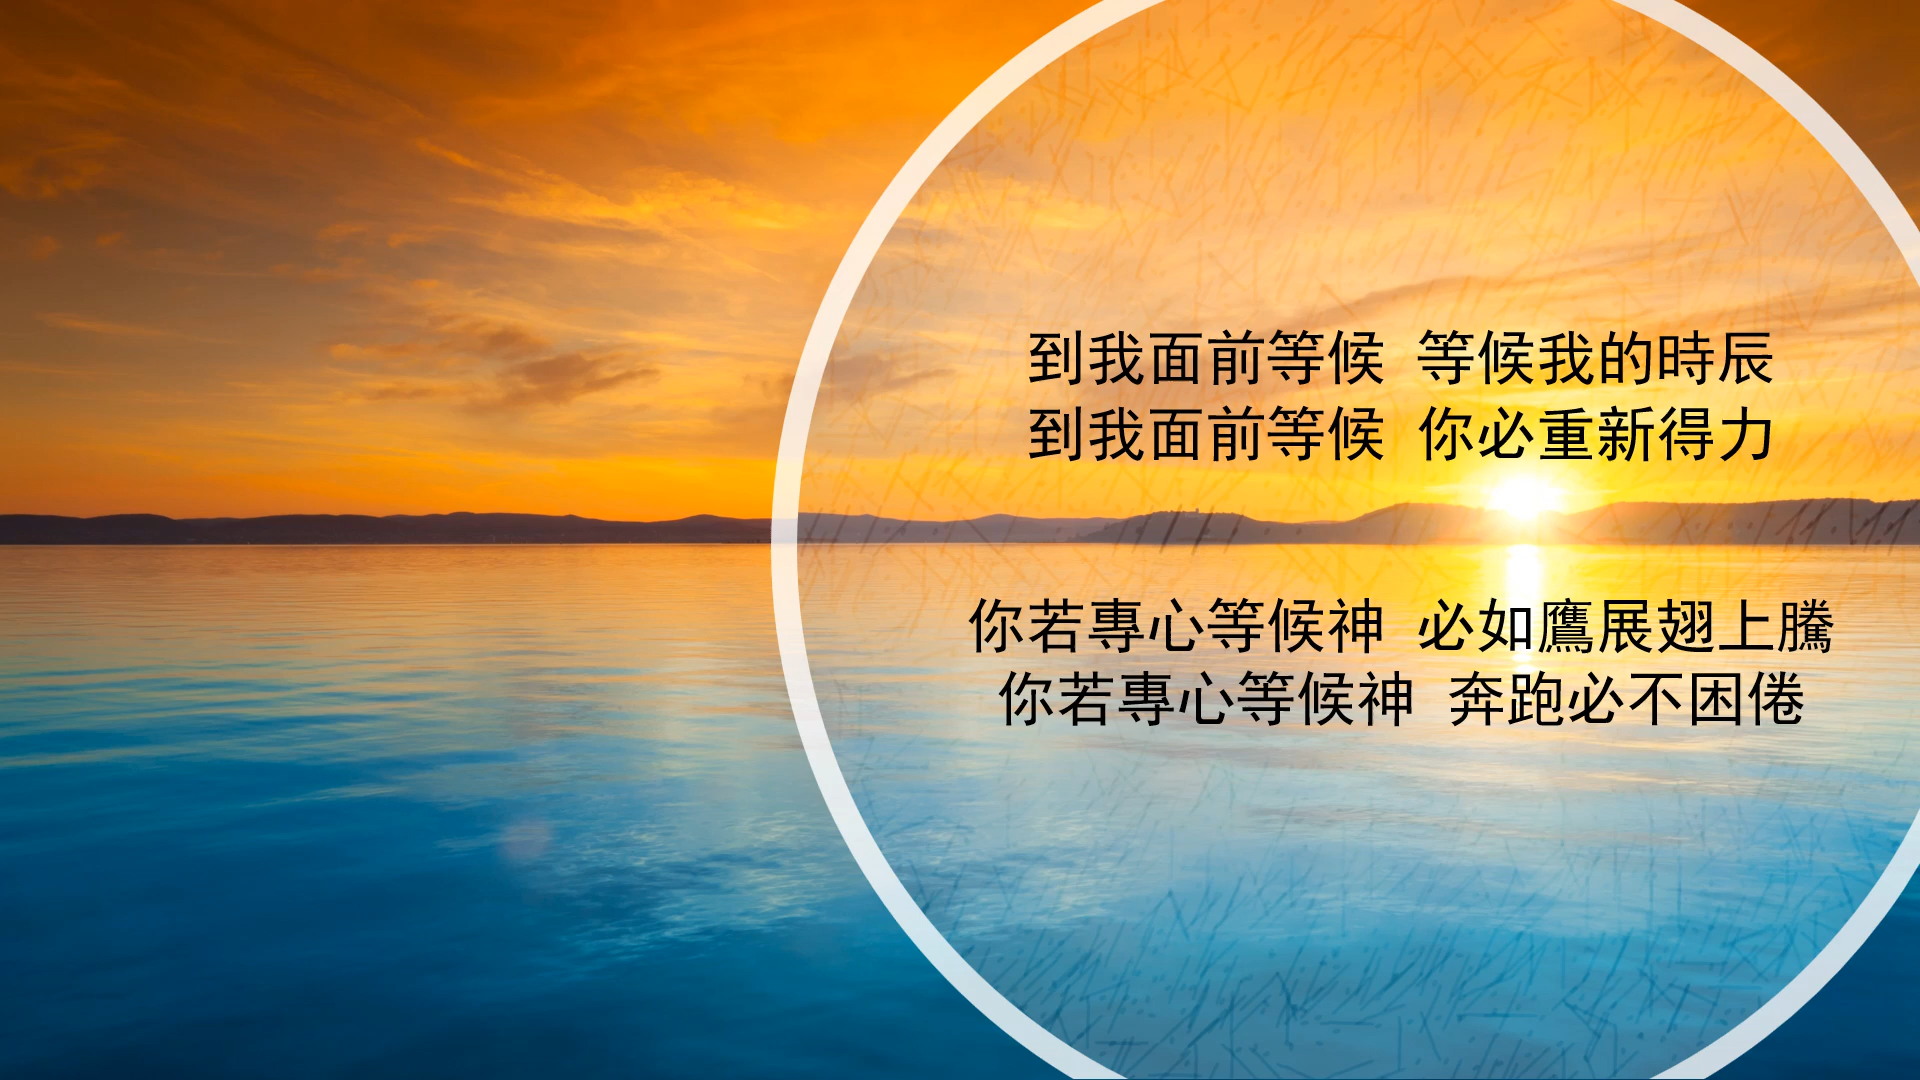 到我面前等候 等候我的時辰
到我面前等候 你必重新得力
你若專心等候神 必如鷹展翅上騰
你若專心等候神 奔跑必不困倦